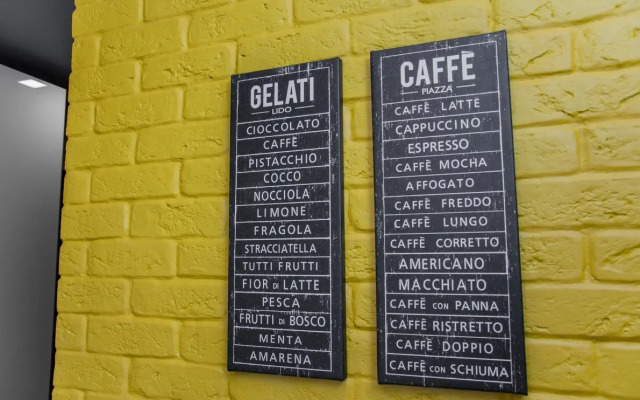 GELATI
LIDO
CIOCCOLATO
CAFFÈ
PISTACCHIO
COCCO
NOCCIOLA
LIMONE
FRAGOLA
STRACCIATELLA
TUTTI FRUTTI
FIOR DI LATTE
PESCA
FRUTTI DI BOSCO
MENTA
AMARENA
CAFFÈ
PIAZZA
CAFFÈ LATTE
CAPPUCCINO
ESPRESSO
CAFFÈ MOCHA
AFFOGATO
CAFFÈ FREDDO
CAFFÈ LUNGO
CAFFÈ CORRETTO
AMERICANO
MACCHIATO
CAFFÈ CON PANNA
CAFFÈ RISTRETTO
CAFFÈ DOPPIO
CAFFÈ CON SCHIUMA